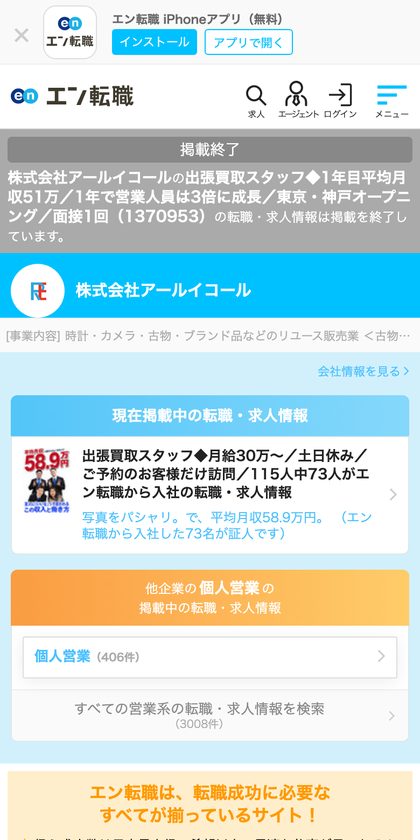 エン転職 iPhoneアプリ（無料）
en
エン転職
インストール
アプリで開く
en エン転職
求人
エージェント
ログイン
メニュー
掲載終了
株式会社アールイコールの出張買取スタッフ◆1年目平均月
収51万／1年で営業人員は3倍に成長／東京・神戸オープニ
ング／面接1回（1370953）の転職・求人情報は掲載を終了し
ています。
株式会社アールイコール
[事業内容] 時計・カメラ・古物・ブランド品などのリユース販売業 ＜古物…
会社情報を見る
現在掲載中の転職・求人情報
58.9万円
この収入と働き方
出張買取スタッフ◆月給30万～／土日休み／
ご予約のお客様だけ訪問／115人中73人がエ
ン転職から入社の転職・求人情報
写真をパシャリ。で、平均月収58.9万円。 （エン
転職から入社した73名が証人です）
他企業の 個人営業 の
掲載中の転職・求人情報
個人営業（406件）
すべての営業系の転職・求人情報を検索
（3008件）
エン転職は、転職成功に必要な
すべてが揃っているサイト！